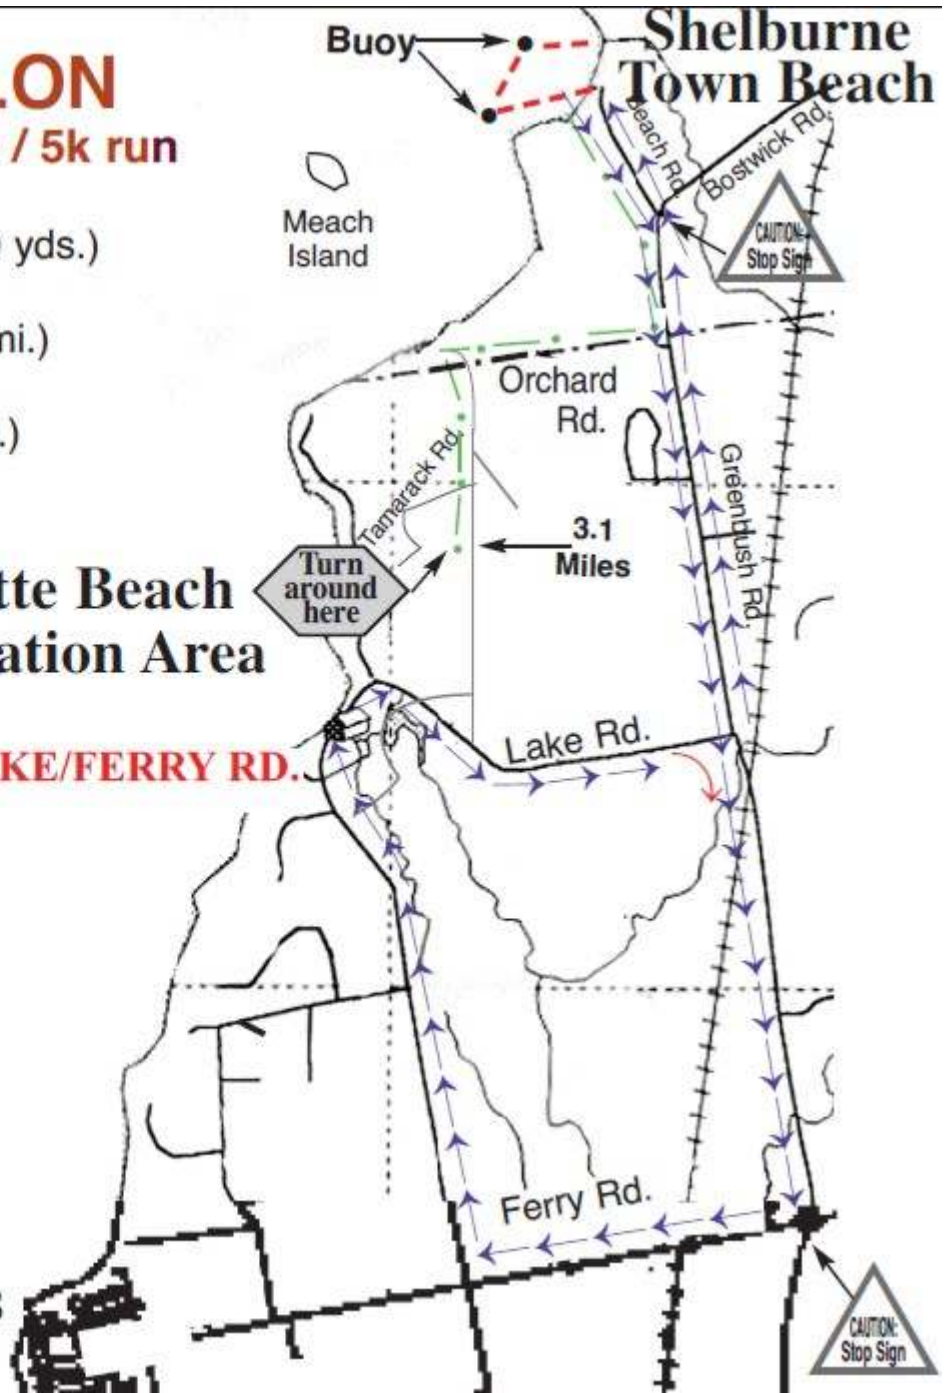 Buoy
Shelburne
Town Beach
LON
/ 5k run
Beach Rd.
Bostwick Rd.
Meach
Island
yds.)
CAUTION:
Stop Sign
mi.)
Orchard
Rd.
.)
Tamarack Rd.
Greenbush Rd.
3.1
Miles
Turn
around
here
tte Beach
ation Area
Lake Rd.
KE/FERRY RD.
Ferry Rd.
CAUTION:
Stop Sign